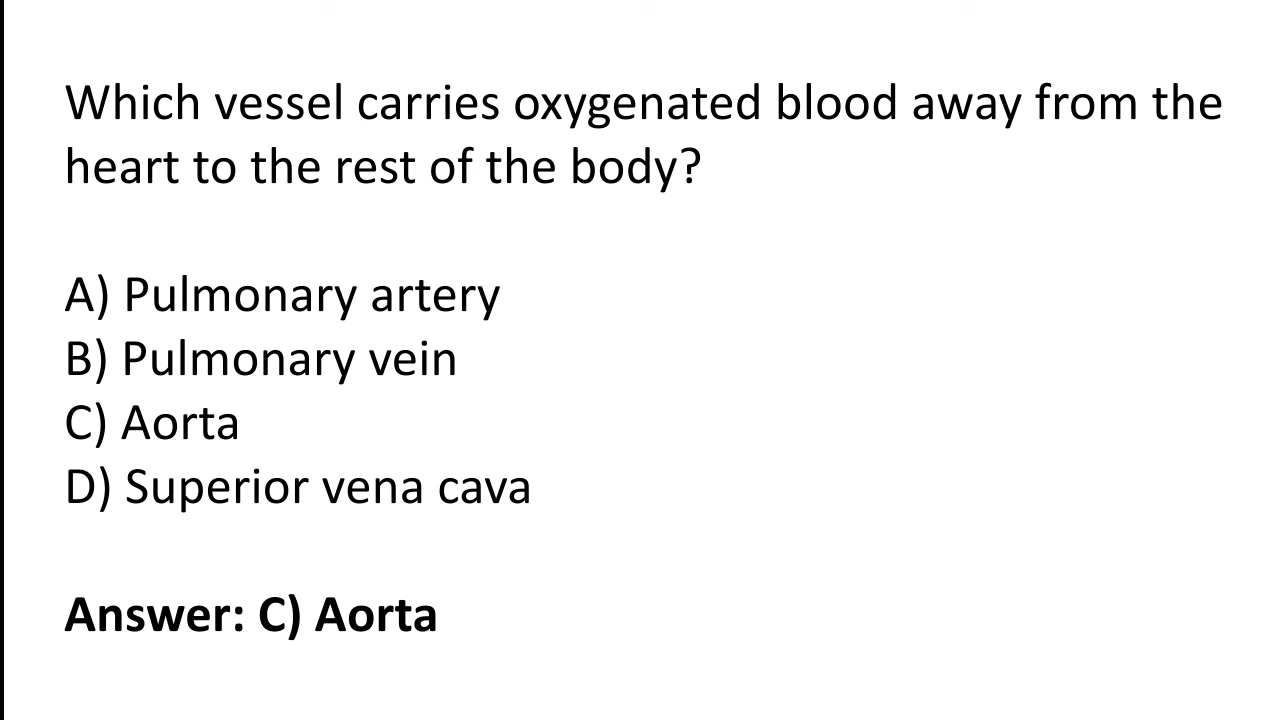 Which vessel carries oxygenated blood away from the
heart to the rest of the body?
A) Pulmonary artery
B) Pulmonary vein
C) Aorta
D) Superior vena cava
Answer: C) Aorta